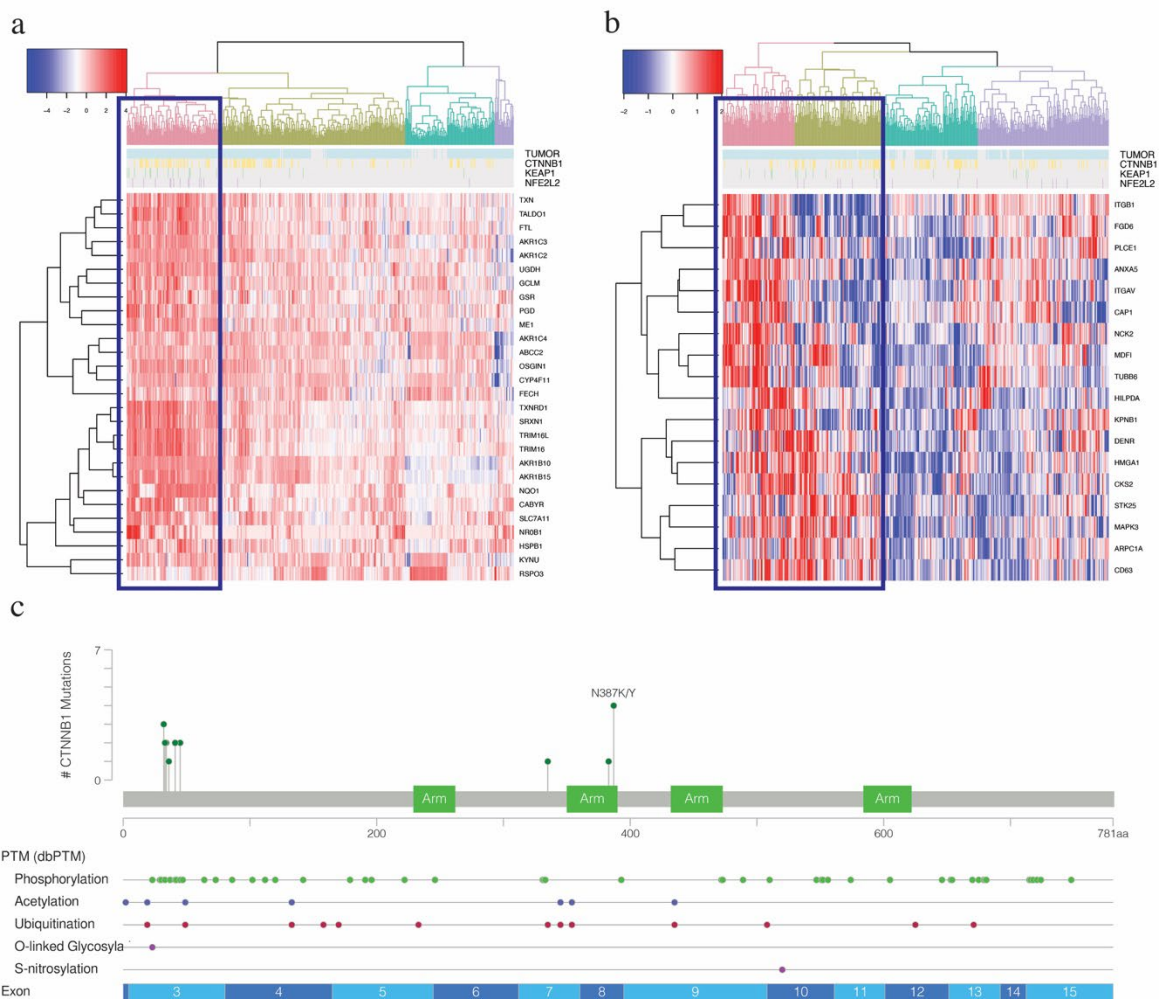 a
-4 -2 0 2 4
TUMOR
CTNNB1
KEAP1
NFE2L2
TXN
TALDO1
FTL
AKR1C3
AKR1C2
UGDH
GCLM
GSR
PGD
ME1
AKR1C4
ABCC2
OSGIN1
CYP4F11
FECH
TXNRD1
SRXN1
TRIM16L
TRIM16
AKR1B10
AKR1B15
NQO1
CABYR
SLC7A11
NR0B1
HSPB1
KYNU
RSPO3
b
-2 -1 0 1 2
TUMOR
CTNNB1
KEAP1
NFE2L2
ITGB1
FGD6
PLCE1
ANXA5
ITGAV
CAP1
NCK2
MDFI
TUBB6
HILPDA
KPNB1
DENR
HMGA1
CKS2
STK25
MAPK3
ARPC1A
CD63
c
# CTNNB1 Mutations
7
0
N387K/Y
Arm Arm Arm Arm
0 200 400 600 781aa
PTM (dbPTM)
Phosphorylation
Acetylation
Ubiquitination
O-linked Glycosyla
S-nitrosylation
Exon 3 4 5 6 7 8 9 10 11 12 13 14 15